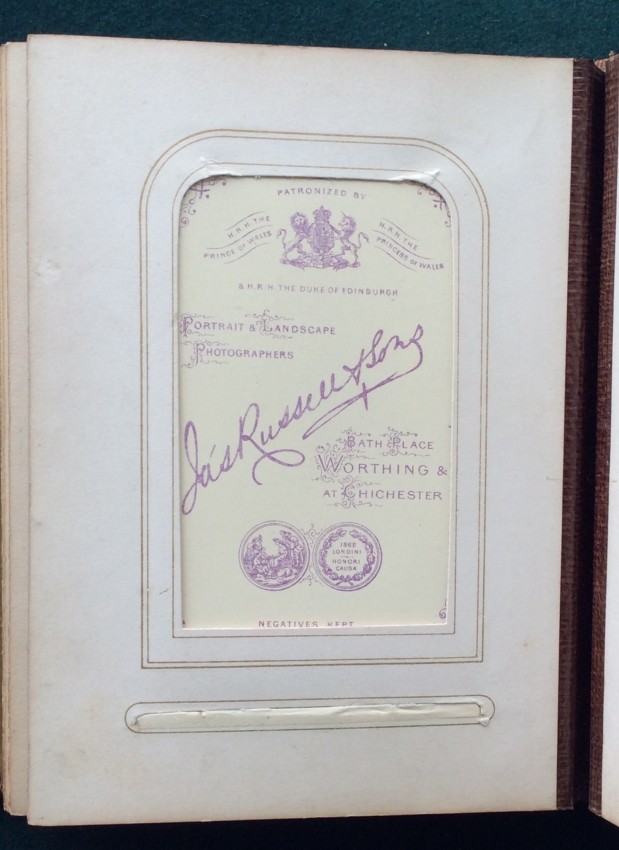 PATRONIZED BY
H.R.H. THE
PRINCE OF WALES
H.R.H. THE
PRINCESS OF WALES
& H.R.H. THE DUKE OF EDINBURGH
PORTRAIT & LANDSCAPE
PHOTOGRAPHERS
Jas Russell & Sons
BATH PLACE
WORTHING &
AT CHICHESTER
1862
LONDINI
HONORIS
CAUSA
NEGATIVES KEPT